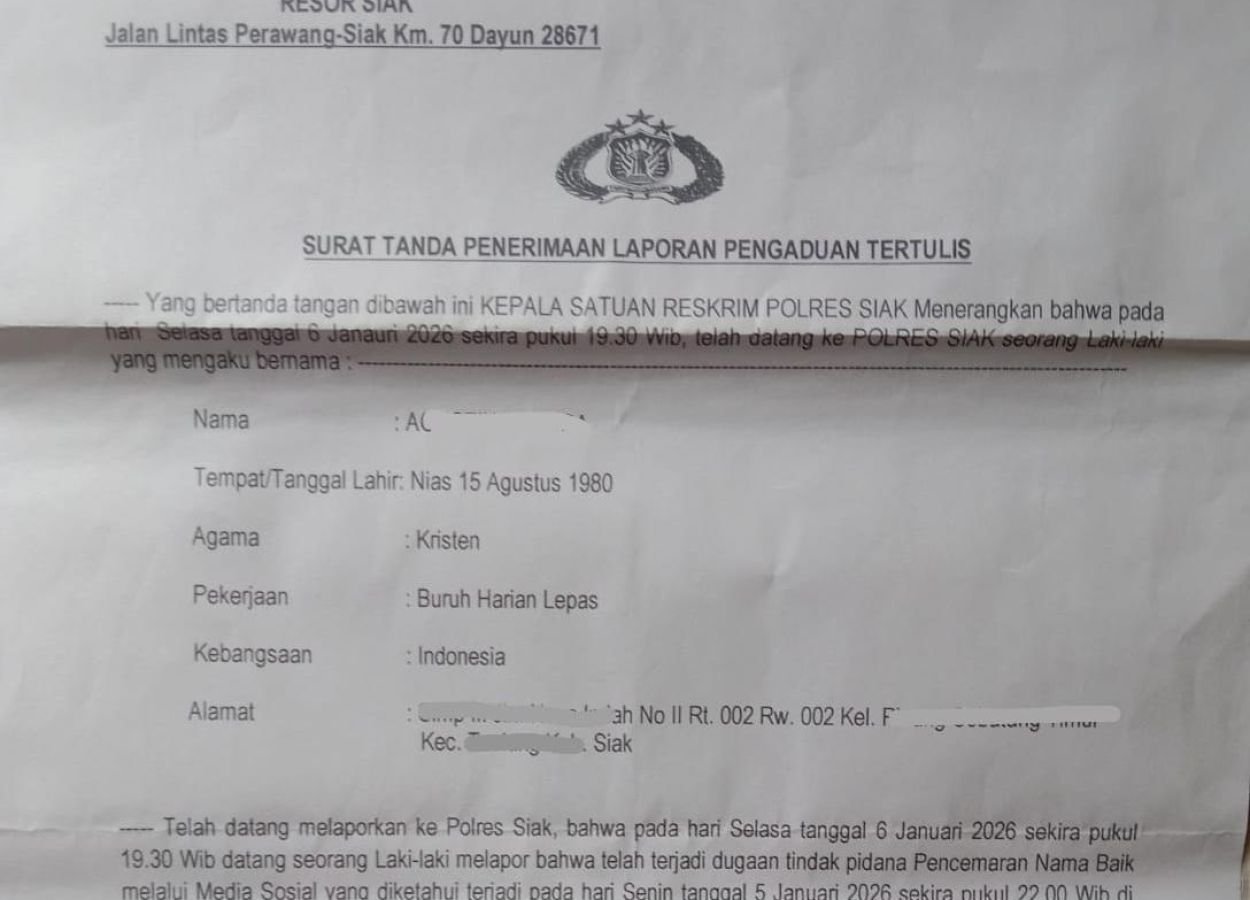 RESOR SIAK
Jalan Lintas Perawang-Siak Km. 70 Dayun 28671
SURAT TANDA PENERIMAAN LAPORAN PENGADUAN TERTULIS
----- Yang bertanda tangan dibawah ini KEPALA SATUAN RESKRIM POLRES SIAK Menerangkan bahwa pada
hari Selasa tanggal 6 Janauri 2026 sekira pukul 19.30 Wib, telah datang ke POLRES SIAK seorang Laki-laki
yang mengaku bernama :
Nama :
Tempat/Tanggal Lahir: Nias 15 Agustus 1980
Agama : Kristen
Pekerjaan : Buruh Harian Lepas
Kebangsaan : Indonesia
Alamat : No II Rt. 002 Rw. 002 Kel.
Kec. Siak
----- Telah datang melaporkan ke Polres Siak, bahwa pada hari Selasa tanggal 6 Januari 2026 sekira pukul
19.30 Wib datang seorang Laki-laki melapor bahwa telah terjadi dugaan tindak pidana Pencemaran Nama Baik
melalui Media Sosial yang diketahui terjadi pada hari Senin tanggal 5 Januari 2026 sekira pukul 22.00 Wib di